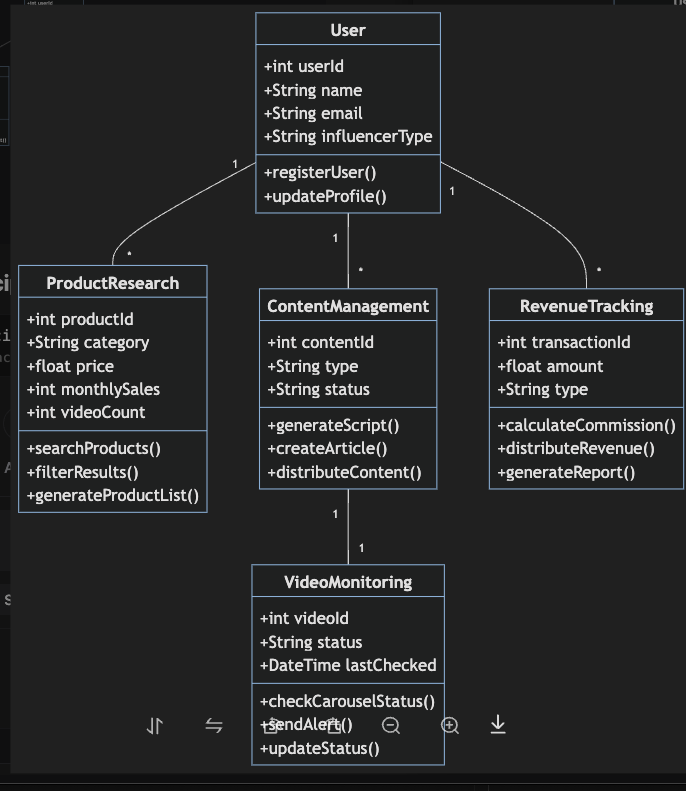 User
+int userId
+String name
+String email
+String influencerType
+registerUser()
+updateProfile()
1
1
1
*
*
*
ProductResearch
+int productId
+String category
+float price
+int monthlySales
+int videoCount
+searchProducts()
+filterResults()
+generateProductList()
ContentManagement
+int contentId
+String type
+String status
+generateScript()
+createArticle()
+distributeContent()
RevenueTracking
+int transactionId
+float amount
+String type
+calculateCommission()
+distributeRevenue()
+generateReport()
1
1
VideoMonitoring
+int videoId
+String status
+DateTime lastChecked
+checkCarouselStatus()
+sendAlert()
+updateStatus()